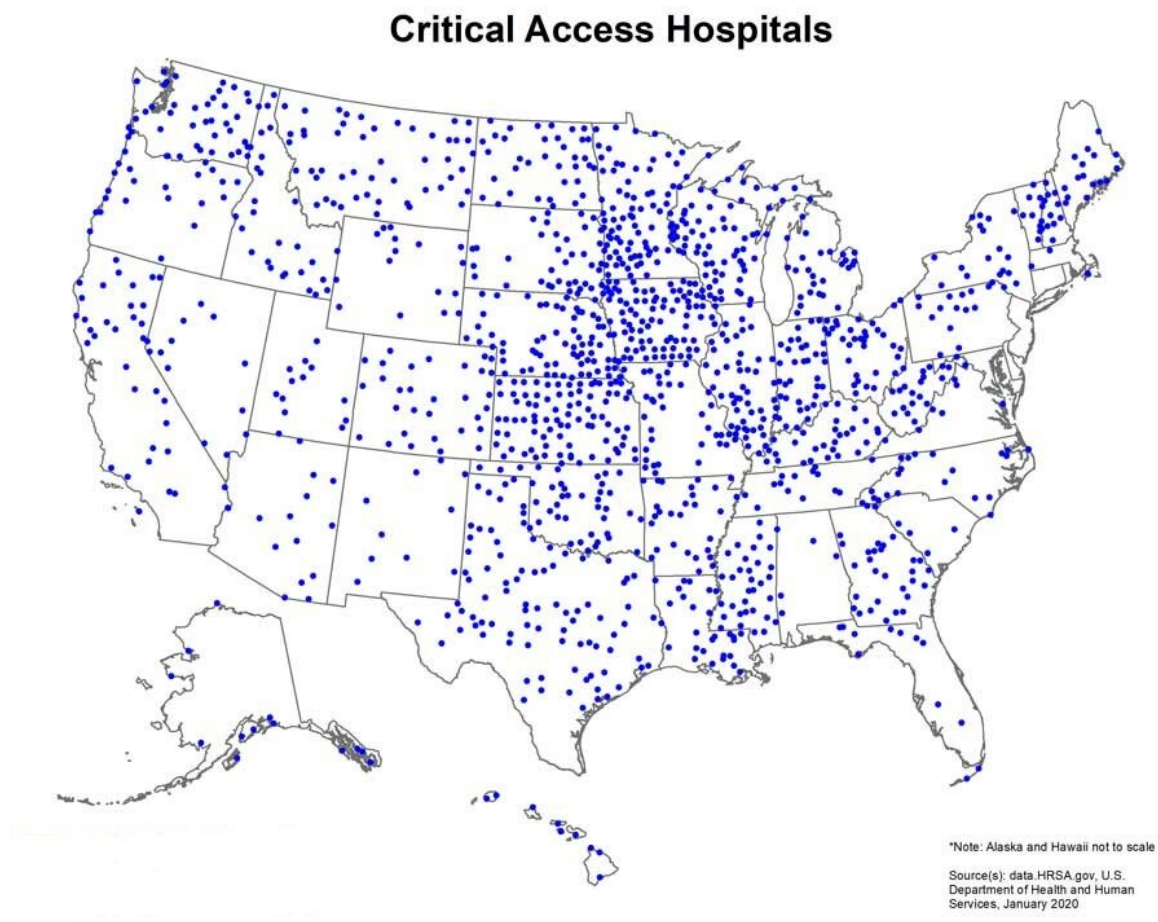 Critical Access Hospitals
*Note: Alaska and Hawaii not to scale
Source(s): data.HRSA.gov, U.S.
Department of Health and Human
Services, January 2020